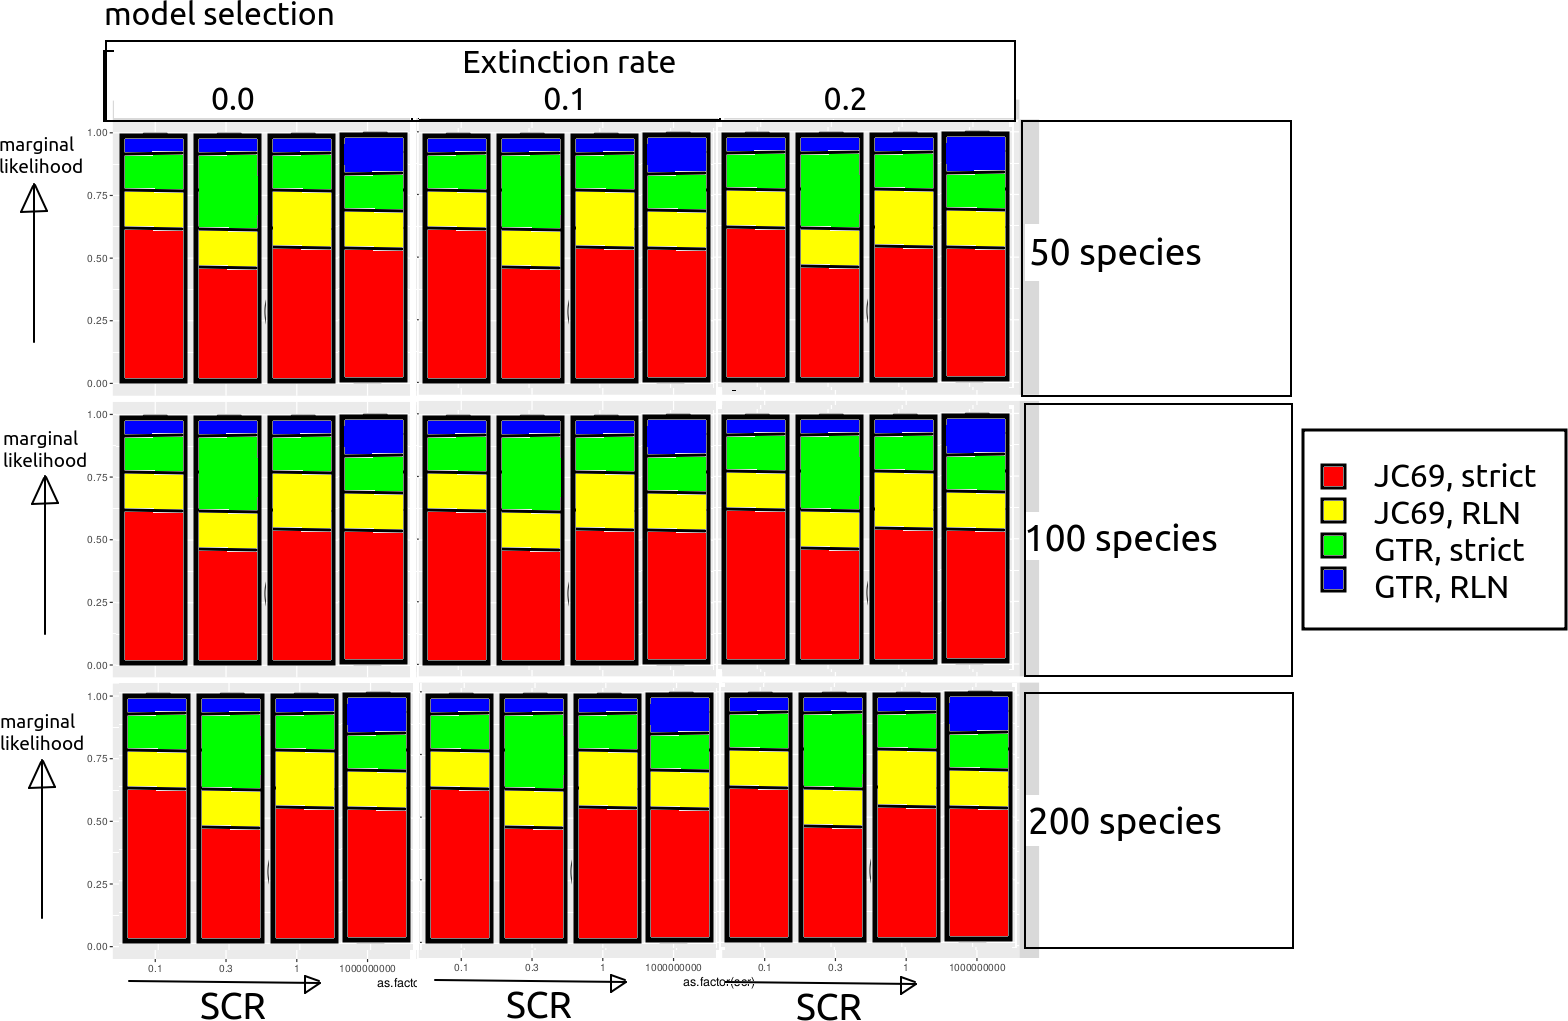 model selection
Extinction rate
0.0 0.1 0.2
marginal
likelihood
1.00
0.75
0.50
0.25
0.00
50 species
marginal
likelihood
1.00
0.75
0.50
0.25
0.00
100 species
JC69, strict
JC69, RLN
GTR, strict
GTR, RLN
marginal
likelihood
1.00
0.75
0.50
0.25
0.00
200 species
0.1 0.3 1 1000000000 0.1 0.3 1 1000000000 0.1 0.3 1 1000000000
as.facto as.factor(scr)
SCR SCR SCR